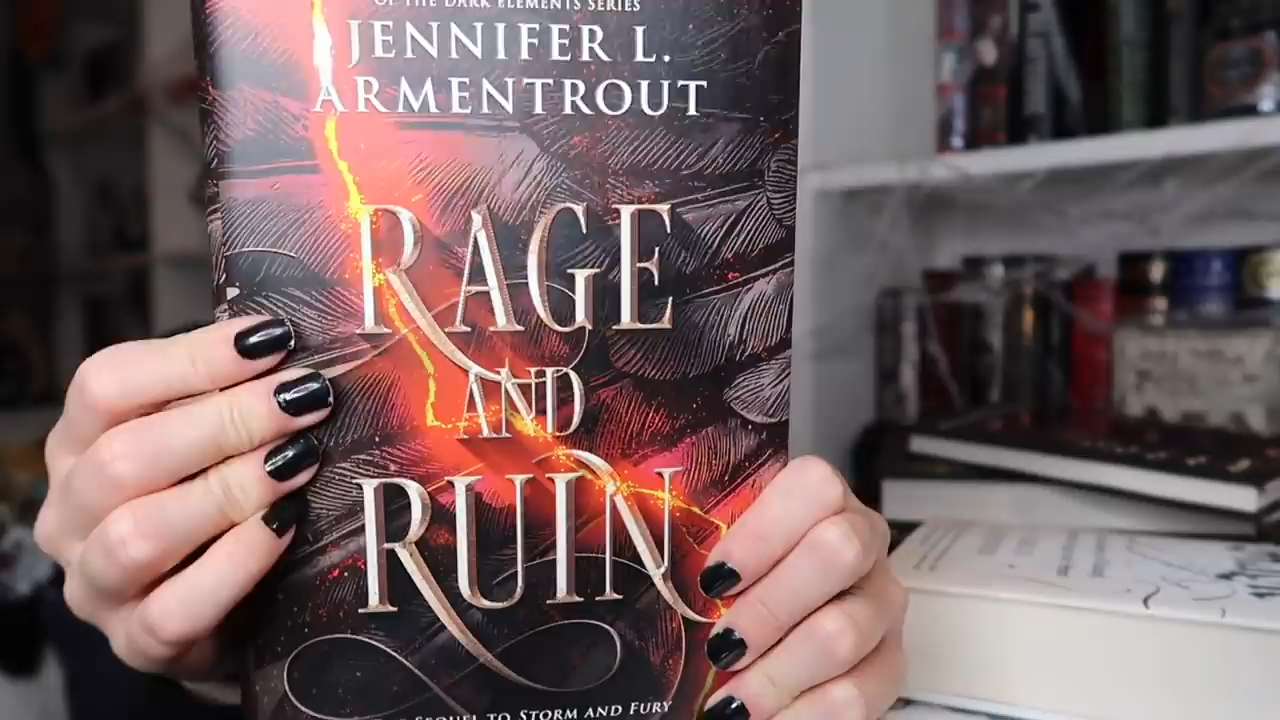 OF THE DARK ELEMENTS SERIES
JENNIFER L.
ARMENTROUT
RAGE
AND
RUIN
SEQUEL TO STORM AND FURY